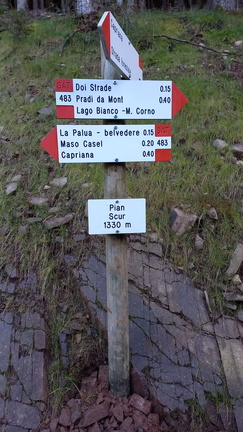 SAT Doi Strade 0.15
483 Pradi da Mont 0.40
Lago Bianco -M. Corno
La Palua - belvedere 0.15
Maso Casel 0.20 483
Capriana 0.40
Pian
Scur
1330 m